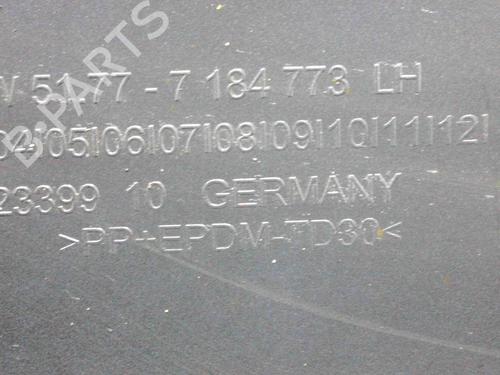 B-PARTS
51.77 - 7 184 773 LH
04|05|06|07|08|09|10|11|12|
23399 10 GERMANY
>PP+EPDM-TD30<